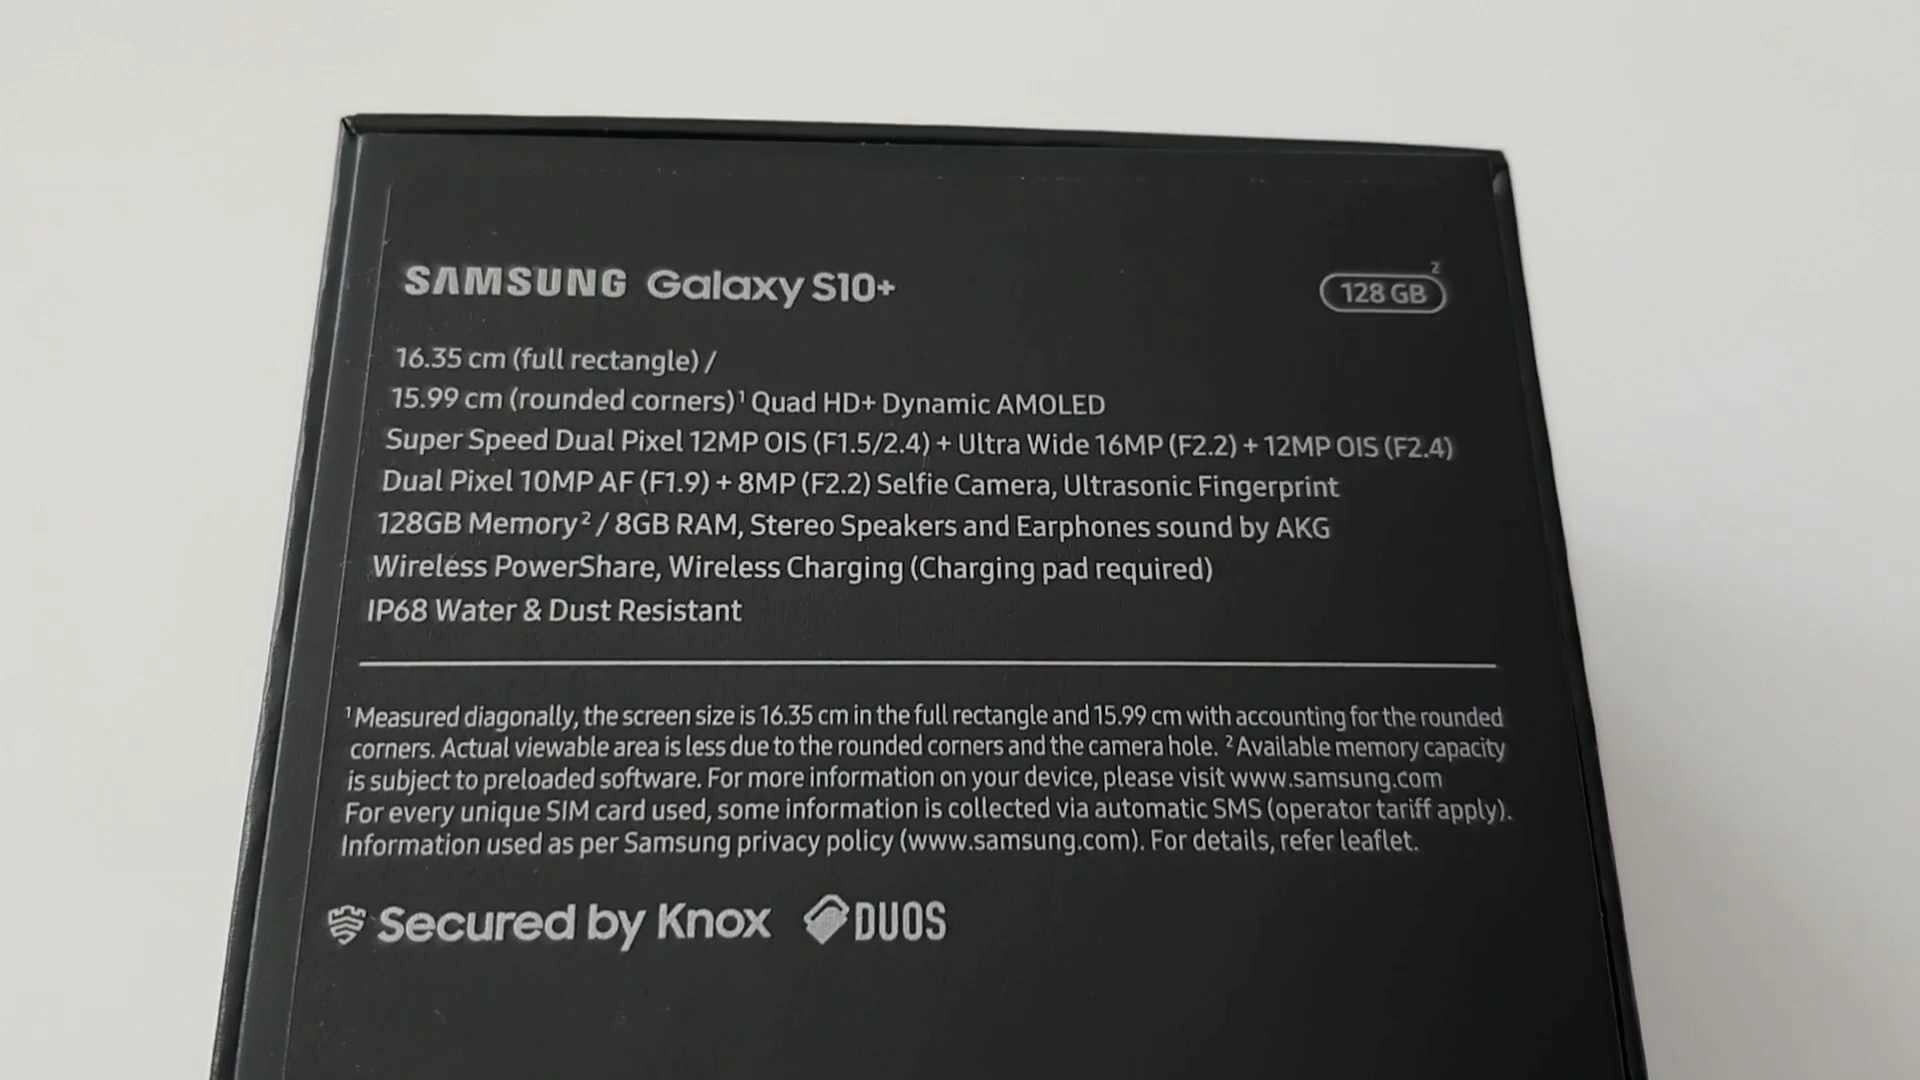 SAMSUNG Galaxy S10+
128 GB 2
16.35 cm (full rectangle) /
15.99 cm (rounded corners)¹ Quad HD+ Dynamic AMOLED
Super Speed Dual Pixel 12MP OIS (F1.5/2.4) + Ultra Wide 16MP (F2.2) + 12MP OIS (F2.4)
Dual Pixel 10MP AF (F1.9) + 8MP (F2.2) Selfie Camera, Ultrasonic Fingerprint
128GB Memory² / 8GB RAM, Stereo Speakers and Earphones sound by AKG
Wireless PowerShare, Wireless Charging (Charging pad required)
IP68 Water & Dust Resistant
¹Measured diagonally, the screen size is 16.35 cm in the full rectangle and 15.99 cm with accounting for the rounded
corners. Actual viewable area is less due to the rounded corners and the camera hole. ²Available memory capacity
is subject to preloaded software. For more information on your device, please visit www.samsung.com
For every unique SIM card used, some information is collected via automatic SMS (operator tariff apply).
Information used as per Samsung privacy policy (www.samsung.com). For details, refer leaflet.
Secured by Knox DUOS